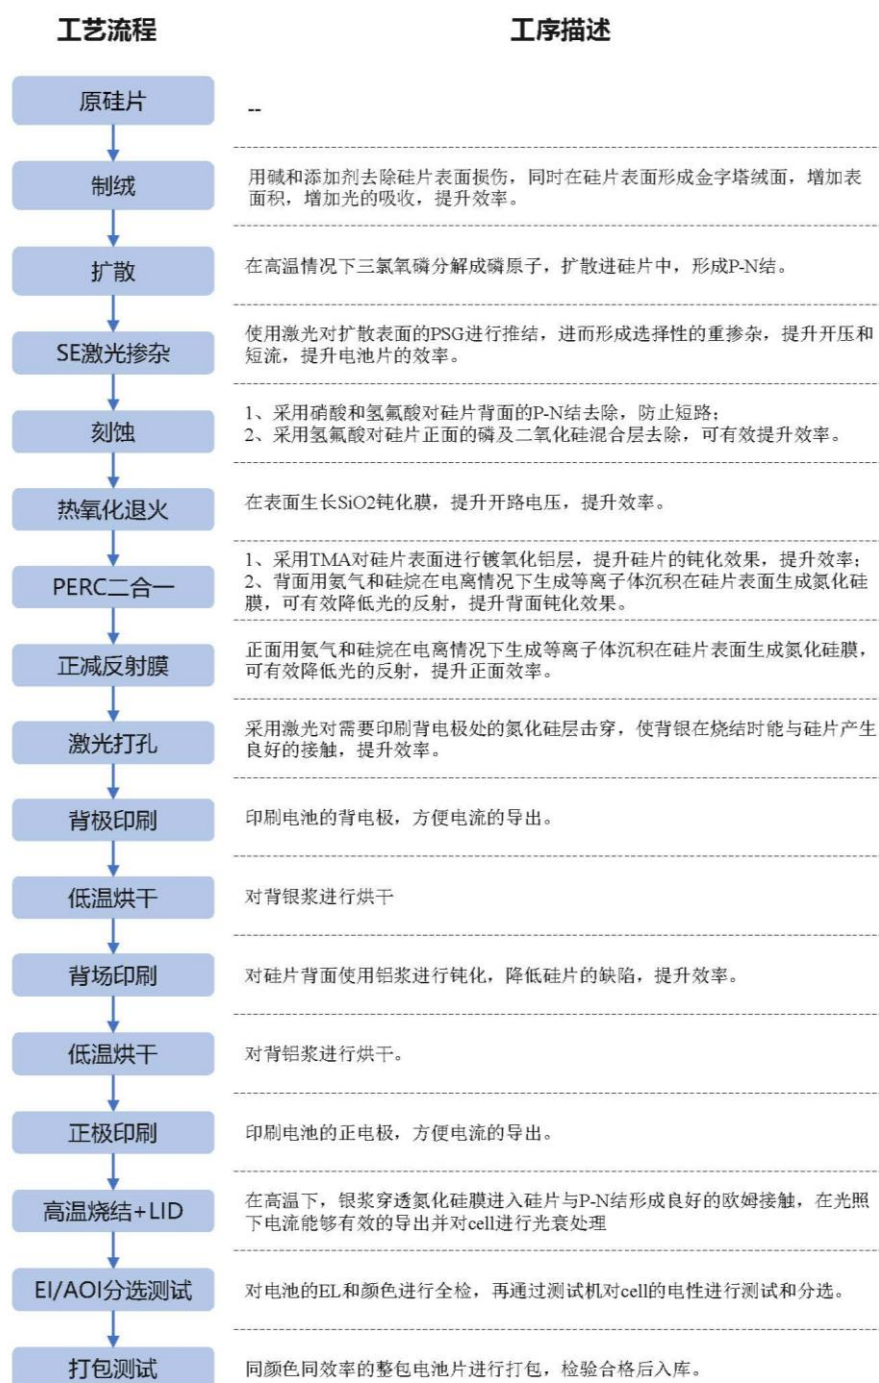 工艺流程
工序描述
原硅片
--
制绒
用碱和添加剂去除硅片表面损伤，同时在硅片表面形成金字塔绒面，增加表
面积，增加光的吸收，提升效率。
扩散
在高温情况下三氯氧磷分解成磷原子，扩散进硅片中，形成P-N结。
SE激光掺杂
使用激光对扩散表面的PSG进行推结，进而形成选择性的重掺杂，提升开压和
短流，提升电池片的效率。
刻蚀
1、采用硝酸和氢氟酸对硅片背面的P-N结去除，防止短路；
2、采用氢氟酸对硅片正面的磷及二氧化硅混合层去除，可有效提升效率。
热氧化退火
在表面生长SiO2钝化膜，提升开路电压，提升效率。
PERC二合一
1、采用TMA对硅片表面进行镀氧化铝层，提升硅片的钝化效果，提升效率；
2、背面用氨气和硅烷在电离情况下生成等离子体沉积在硅片表面生成氮化硅
膜，可有效降低光的反射，提升背面钝化效果。
正减反射膜
正面用氨气和硅烷在电离情况下生成等离子体沉积在硅片表面生成氮化硅膜，
可有效降低光的反射，提升正面效率。
激光打孔
采用激光对需要印刷背电极处的氮化硅层击穿，使背银在烧结时能与硅片产生
良好的接触，提升效率。
背极印刷
印刷电池的背电极，方便电流的导出。
低温烘干
对背银浆进行烘干
背场印刷
对硅片背面使用铝浆进行钝化，降低硅片的缺陷，提升效率。
低温烘干
对背铝浆进行烘干。
正极印刷
印刷电池的正电极，方便电流的导出。
高温烧结+LID
在高温下，银浆穿透氮化硅膜进入硅片与P-N结形成良好的欧姆接触，在光照
下电流能够有效的导出并对cell进行光衰处理
EI/AOI分选测试
对电池的EL和颜色进行全检，再通过测试机对cell的电性进行测试和分选。
打包测试
同颜色同效率的整包电池片进行打包，检验合格后入库。